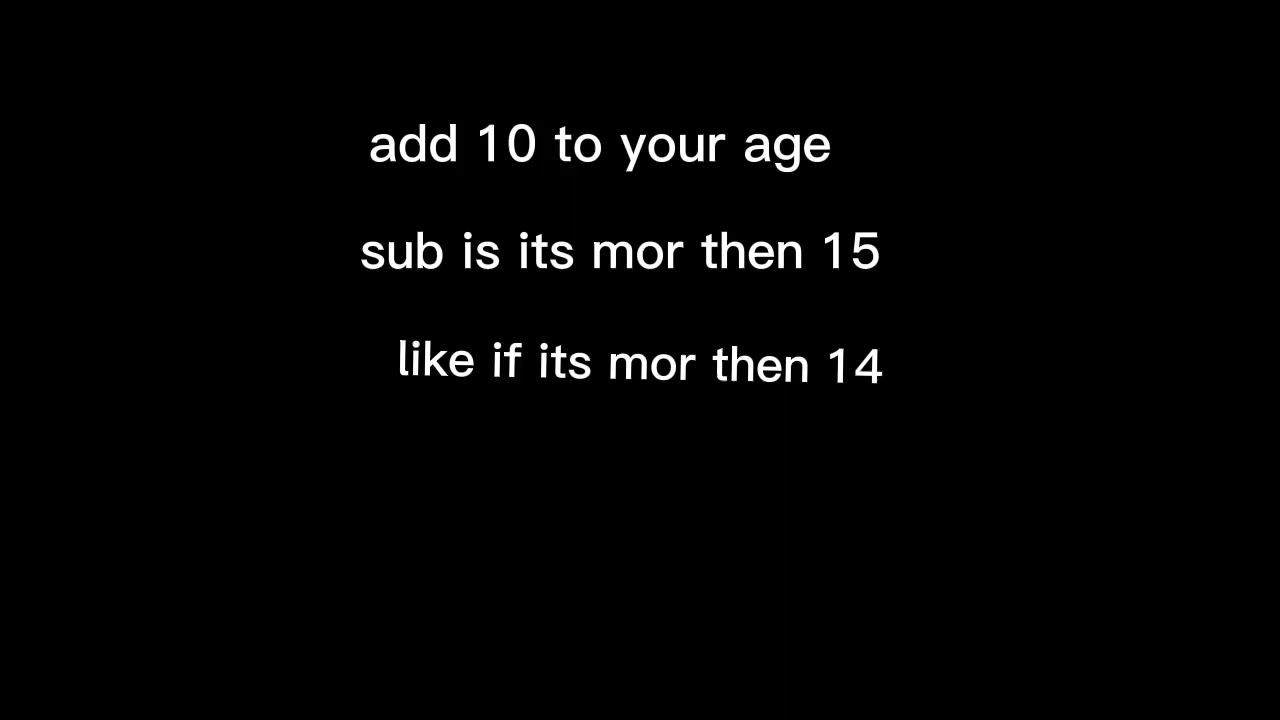 add 10 to your age
sub is its mor then 15
like if its mor then 14